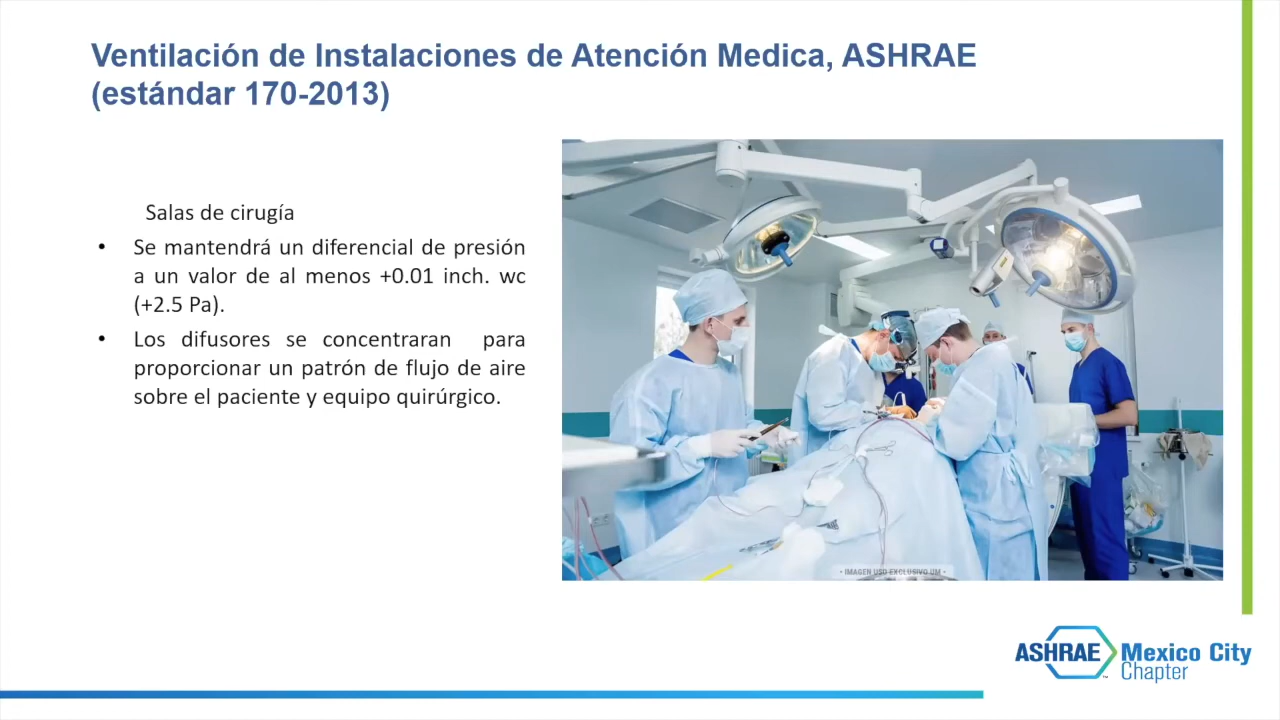 Ventilación de Instalaciones de Atención Medica, ASHRAE
(estándar 170-2013)
Salas de cirugía
• Se mantendrá un diferencial de presión
a un valor de al menos +0.01 inch. wc
(+2.5 Pa).
• Los difusores se concentraran para
proporcionar un patrón de flujo de aire
sobre el paciente y equipo quirúrgico.
• IMAGEN USO EXCLUSIVO UM •
ASHRAE Mexico City
Chapter